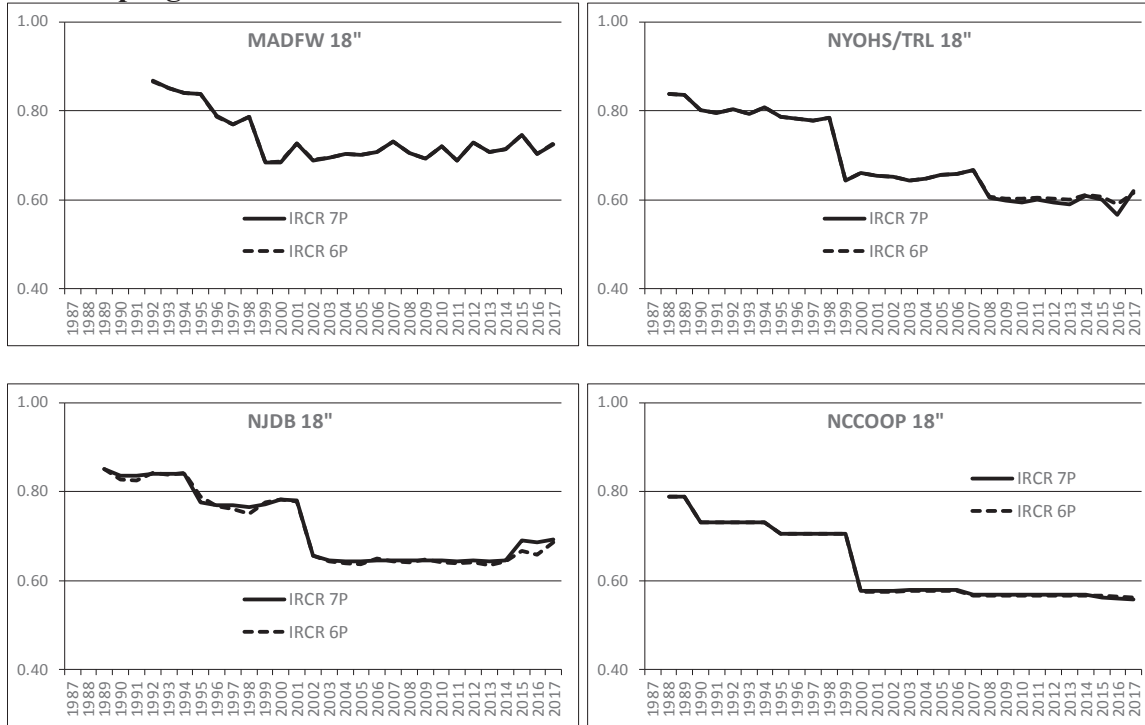 MADFW 18"
1.00
0.80
0.60
0.40
IRCR 7P
IRCR 6P
1987 1988 1989 1990 1991 1992 1993 1994 1995 1996 1997 1998 1999 2000 2001 2002 2003 2004 2005 2006 2007 2008 2009 2010 2011 2012 2013 2014 2015 2016 2017
NYOHS/TRL 18"
1.00
0.80
0.60
0.40
IRCR 7P
IRCR 6P
1987 1988 1989 1990 1991 1992 1993 1994 1995 1996 1997 1998 1999 2000 2001 2002 2003 2004 2005 2006 2007 2008 2009 2010 2011 2012 2013 2014 2015 2016 2017
NJDB 18"
1.00
0.80
0.60
0.40
IRCR 7P
IRCR 6P
1987 1988 1989 1990 1991 1992 1993 1994 1995 1996 1997 1998 1999 2000 2001 2002 2003 2004 2005 2006 2007 2008 2009 2010 2011 2012 2013 2014 2015 2016 2017
NCCOOP 18"
1.00
0.80
0.60
0.40
IRCR 7P
IRCR 6P
1987 1988 1989 1990 1991 1992 1993 1994 1995 1996 1997 1998 1999 2000 2001 2002 2003 2004 2005 2006 2007 2008 2009 2010 2011 2012 2013 2014 2015 2016 2017